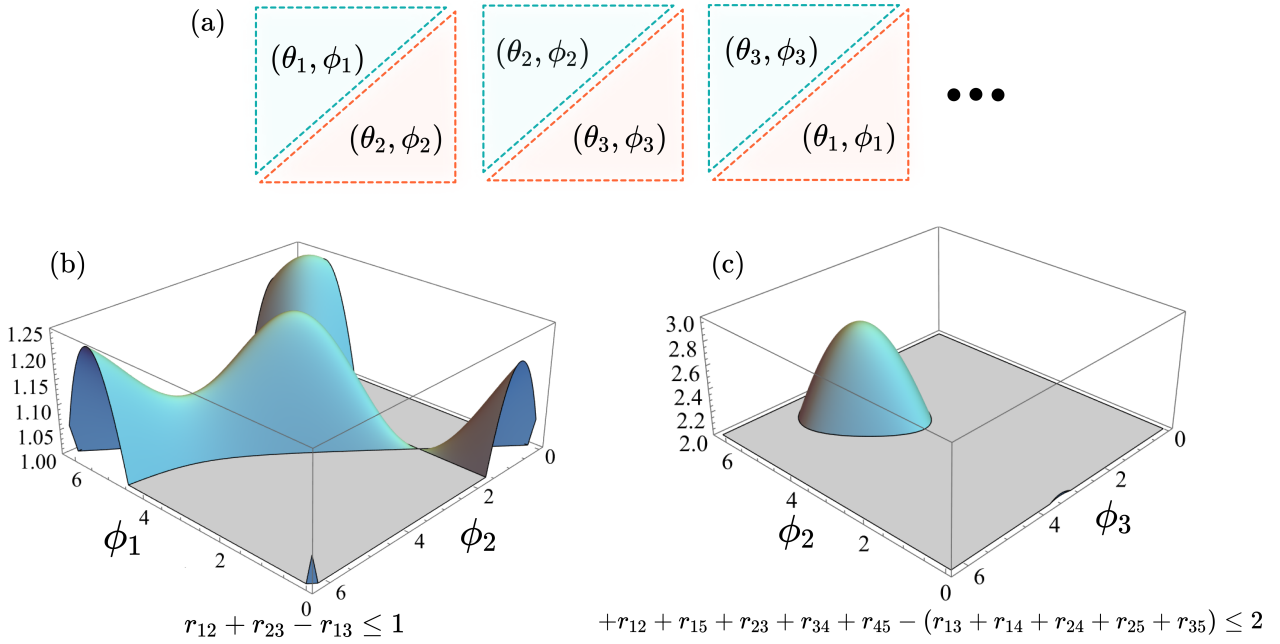 (a)
(θ₁, ϕ₁)
(θ₂, ϕ₂)
(θ₂, ϕ₂)
(θ₃, ϕ₃)
(θ₃, ϕ₃)
(θ₁, ϕ₁)
•••
(b)
1.25
1.20
1.15
1.10
1.05
1.00
6
4
2
0
ϕ₁
0
2
4
6
ϕ₂
r₁₂ + r₂₃ − r₁₃ ≤ 1
(c)
3.0
2.8
2.6
2.4
2.2
2.0
6
4
2
0
ϕ₂
0
2
4
6
ϕ₃
+r₁₂ + r₁₅ + r₂₃ + r₃₄ + r₄₅ − (r₁₃ + r₁₄ + r₂₄ + r₂₅ + r₃₅) ≤ 2